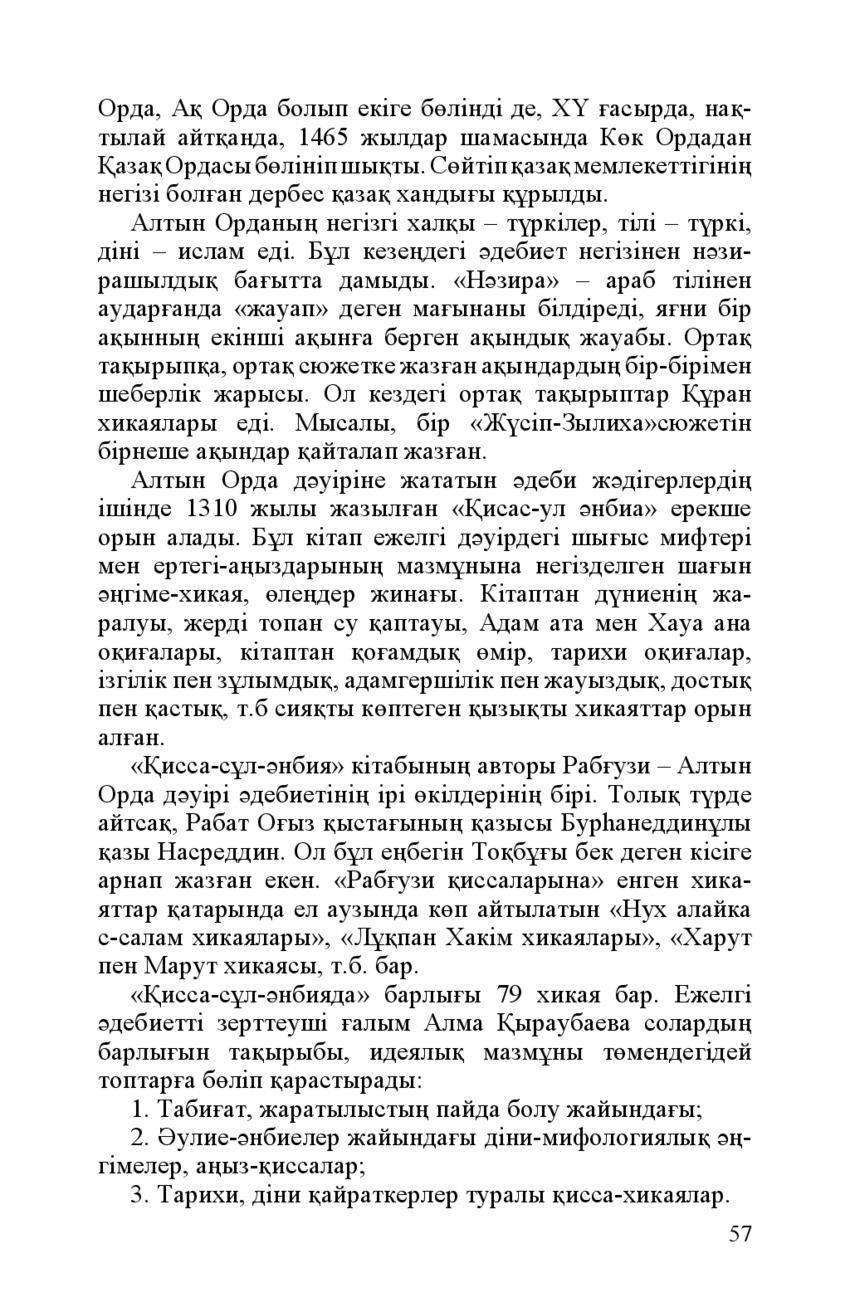 Орда, Ақ Орда болып екіге бөлінді де, ХҮ ғасырда, нақ-
тылай айтқанда, 1465 жылдар шамасында Көк Ордадан
Қазақ Ордасы бөлініп шықты. Сөйтіп қазақ мемлекеттігінің
негізі болған дербес қазақ хандығы құрылды.
Алтын Орданың негізгі халқы – түркілер, тілі – түркі,
діні – ислам еді. Бұл кезеңдегі әдебиет негізінен нәзи-
рашылдық бағытта дамыды. «Нәзира» – араб тілінен
аударғанда «жауап» деген мағынаны білдіреді, яғни бір
ақынның екінші ақынға берген ақындық жауабы. Ортақ
тақырыпқа, ортақ сюжетке жазған ақындардың бір-бірімен
шеберлік жарысы. Ол кездегі ортақ тақырыптар Құран
хикаялары еді. Мысалы, бір «Жүсіп-Зылиха»сюжетін
бірнеше ақындар қайталап жазған.
Алтын Орда дәуіріне жататын әдеби жәдігерлердің
ішінде 1310 жылы жазылған «Қисас-ул әнбиа» ерекше
орын алады. Бұл кітап ежелгі дәуірдегі шығыс мифтері
мен ертегі-аңыздарының мазмұнына негізделген шағын
әңгіме-хикая, өлеңдер жинағы. Кітаптан дүниенің жа-
ралуы, жерді топан су қаптауы, Адам ата мен Хауа ана
оқиғалары, кітаптан қоғамдық өмір, тарихи оқиғалар,
ізгілік пен зұлымдық, адамгершілік пен жауыздық, достық
пен қастық, т.б сияқты көптеген қызықты хикаяттар орын
алған.
«Қисса-сұл-әнбия» кітабының авторы Рабғузи – Алтын
Орда дәуірі әдебиетінің ірі өкілдерінің бірі. Толық түрде
айтсақ, Рабат Оғыз қыстағының қазысы Бурһанеддинұлы
қазы Насреддин. Ол бұл еңбегін Тоқбұғы бек деген кісіге
арнап жазған екен. «Рабғузи қиссаларына» енген хика-
яттар қатарында ел аузында көп айтылатын «Нух алайка
с-салам хикаялары», «Лұқпан Хакім хикаялары», «Харут
пен Марут хикаясы, т.б. бар.
«Қисса-сұл-әнбияда» барлығы 79 хикая бар. Ежелгі
әдебиетті зерттеуші ғалым Алма Қыраубаева солардың
барлығын тақырыбы, идеялық мазмұны төмендегідей
топтарға бөліп қарастырады:
1. Табиғат, жаратылыстың пайда болу жайындағы;
2. Әулие-әнбиелер жайындағы діни-мифологиялық әң-
гімелер, аңыз-қиссалар;
3. Тарихи, діни қайраткерлер туралы қисса-хикаялар.
57